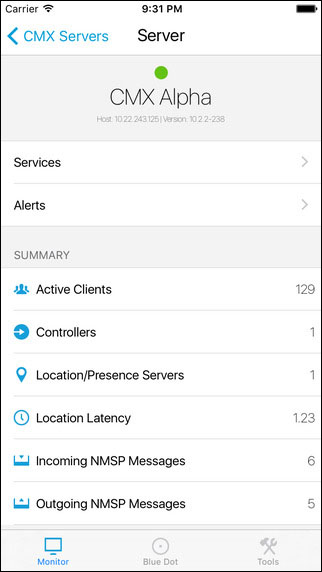 Carrier 9:31 PM
CMX Servers Server
CMX Alpha
Host: 10.22.243.125 | Version: 10.2.2-238
Services
Alerts
SUMMARY
Active Clients 129
Controllers 1
Location/Presence Servers 1
Location Latency 1.23
Incoming NMSP Messages 6
Outgoing NMSP Messages 5
Monitor Blue Dot Tools